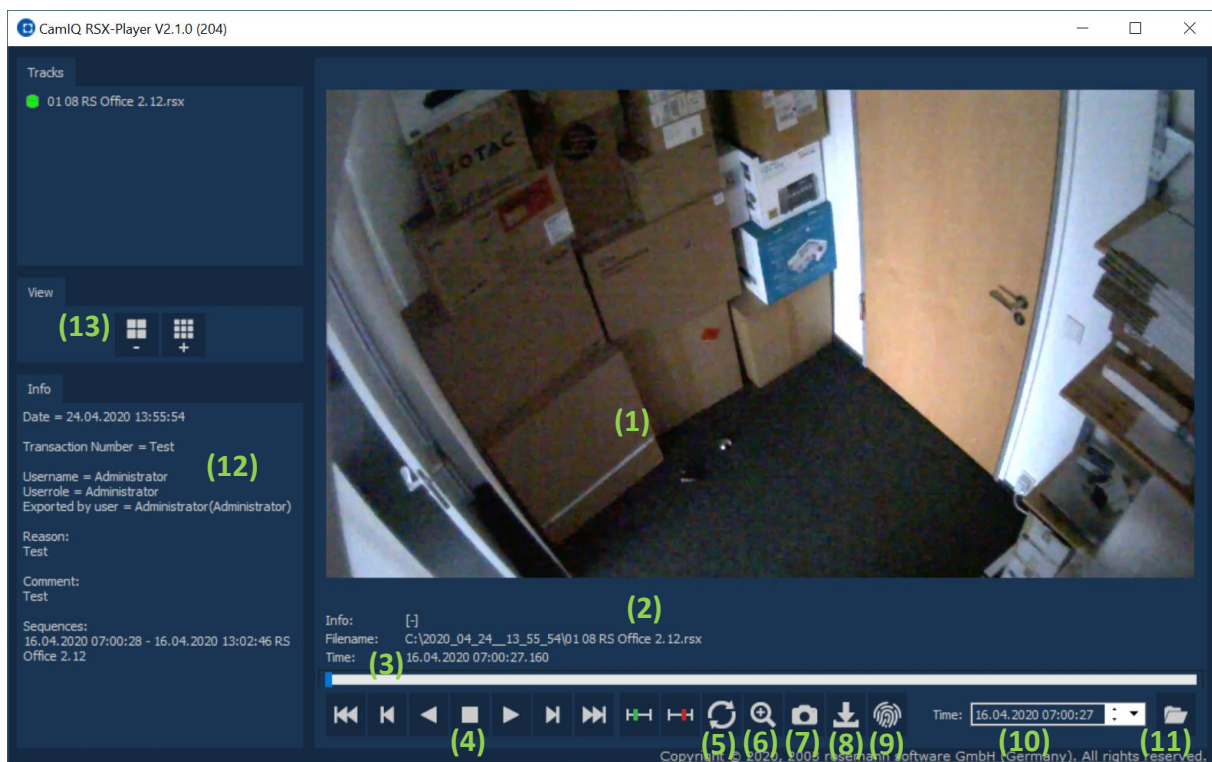 CamIQ RSX-Player V2.1.0 (204)
Tracks
01 08 RS Office 2.12.rsx
View
(13)
-
+
Info
Date = 24.04.2020 13:55:54
Transaction Number = Test
(12)
Username = Administrator
Userrole = Administrator
Exported by user = Administrator(Administrator)
Reason:
Test
Comment:
Test
Sequences:
16.04.2020 07:00:28 - 16.04.2020 13:02:46 RS
Office 2.12
ZOTAC
(1)
(2)
Info: [-]
Filename: C:\2020_04_24__13_55_54\01 08 RS Office 2.12.rsx
Time: 16.04.2020 07:00:27.160
(3)
Time: 16.04.2020 07:00:27
(4)
(5)
(6)
(7)
(8)
(9)
(10)
(11)
Copyright © 2020, 2005 rosemann software GmbH (Germany). All rights reserved.